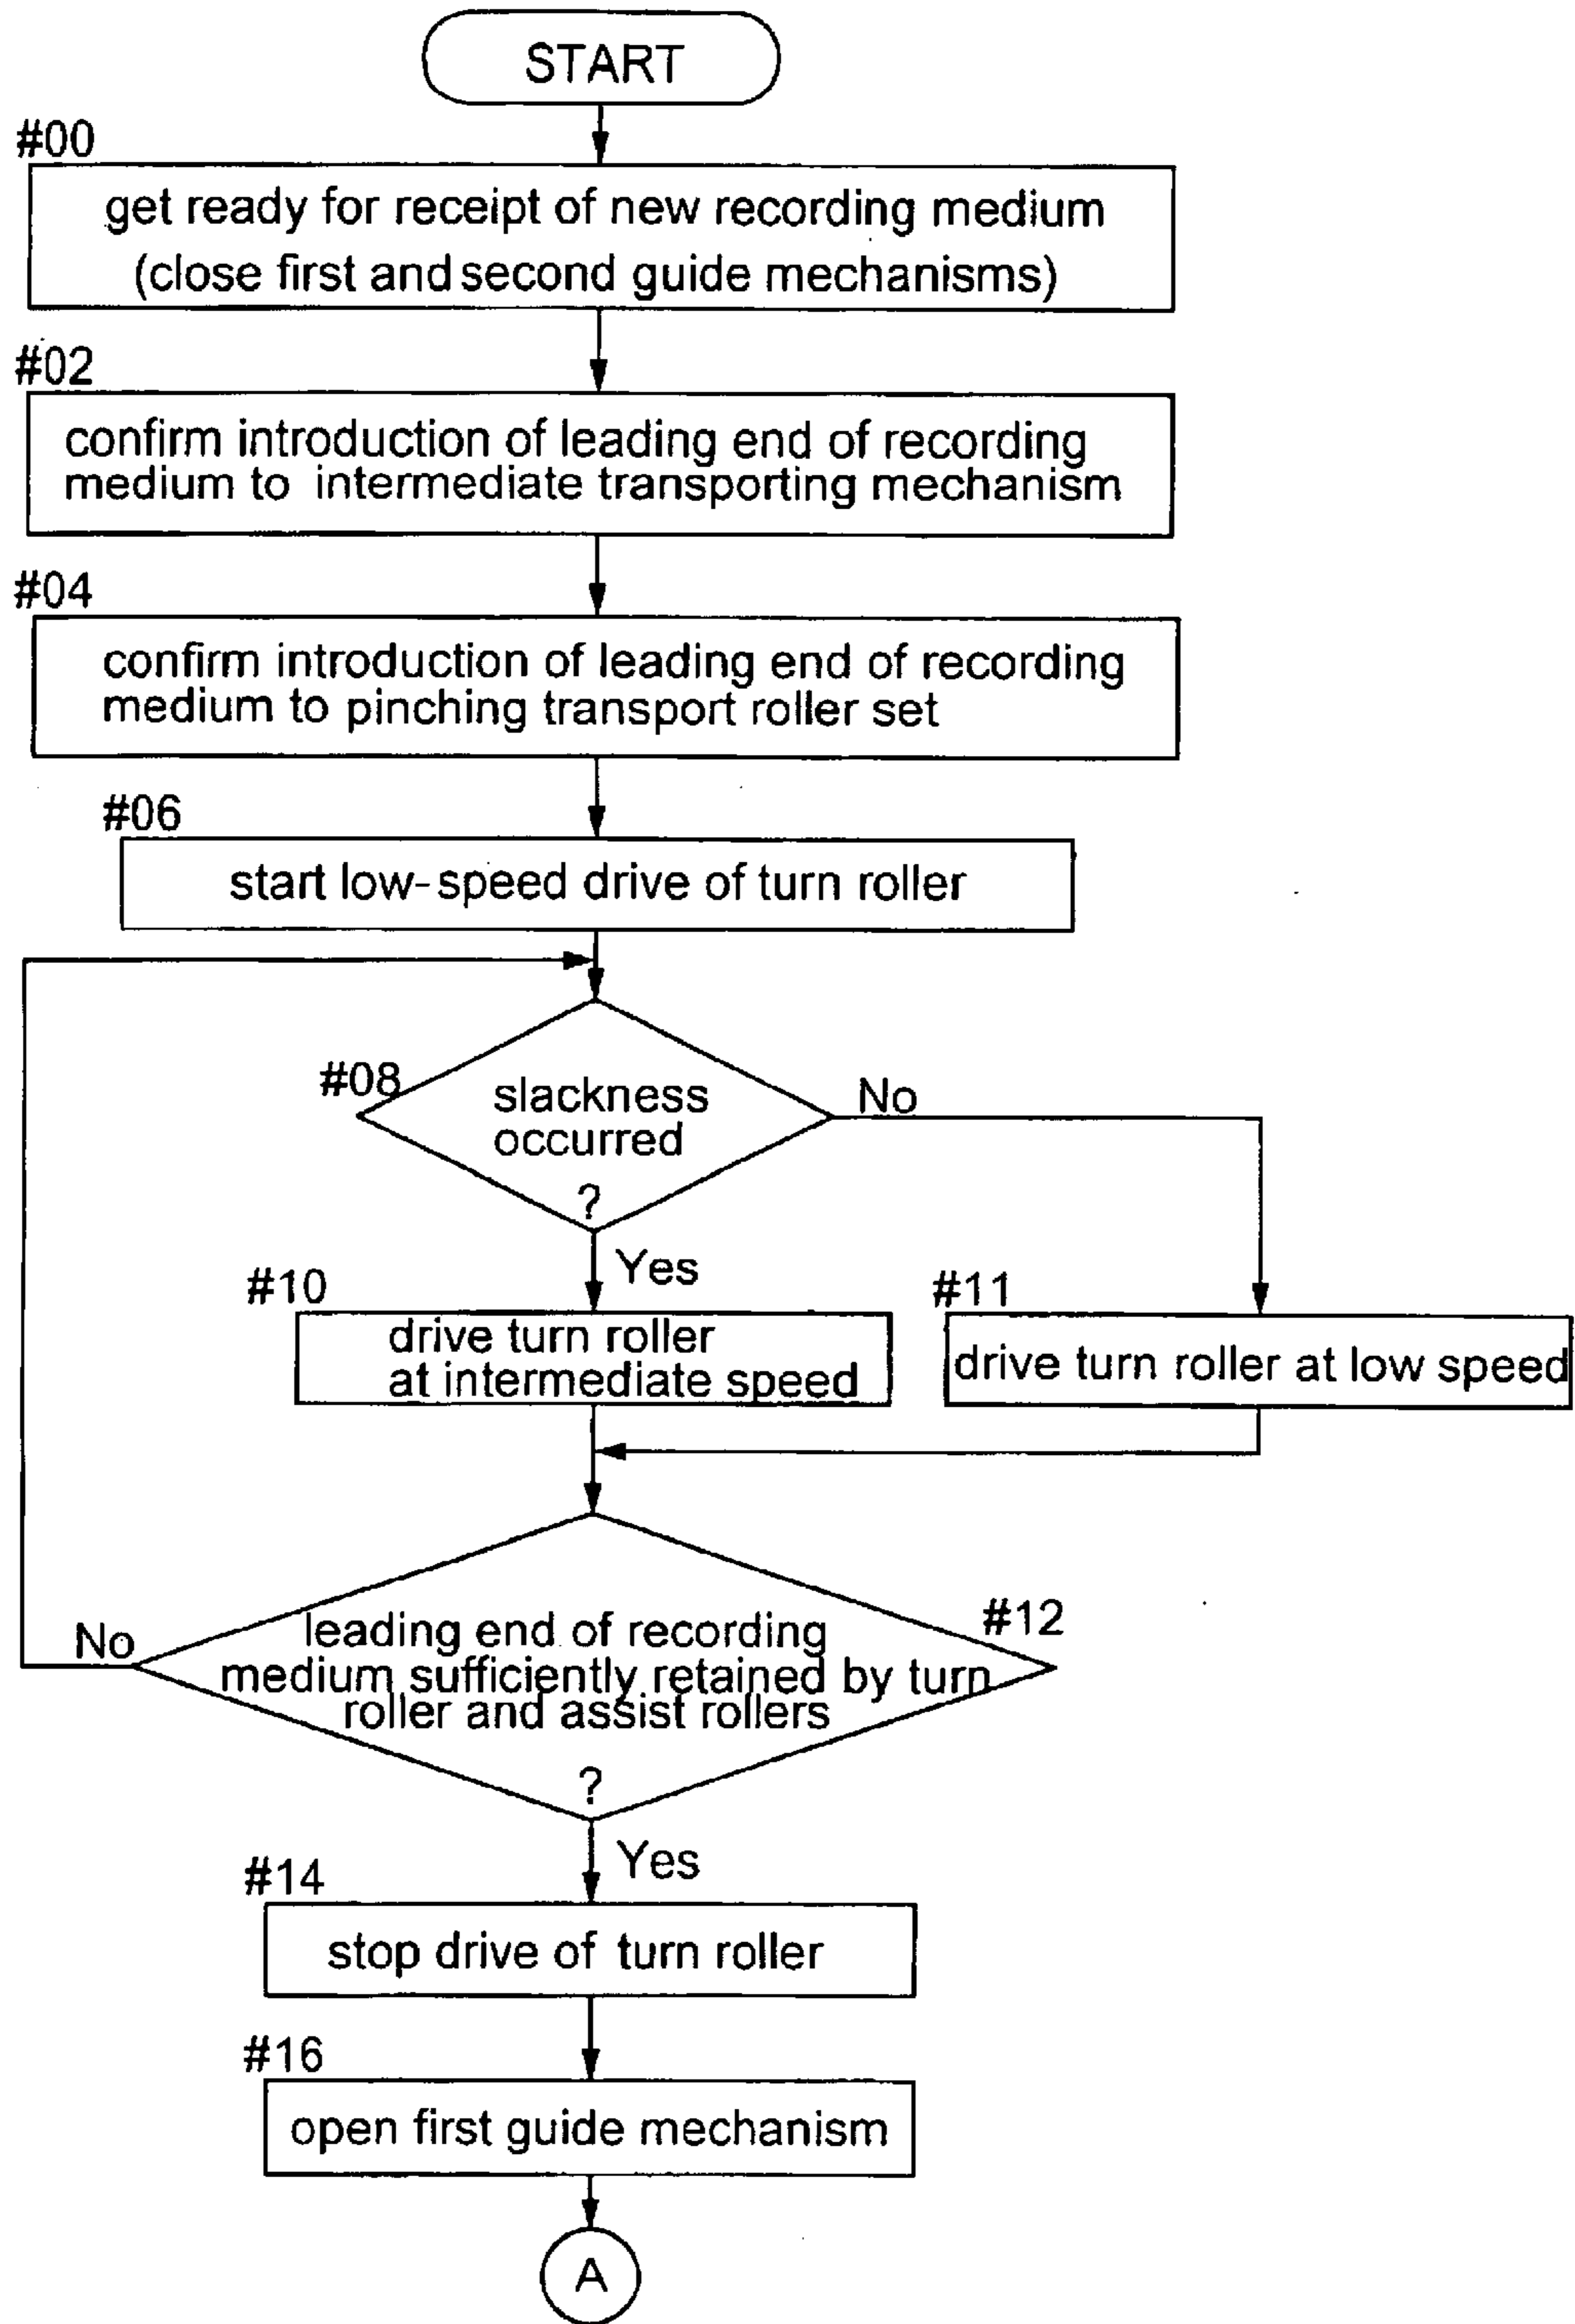 START
#00
get ready for receipt of new recording medium
(close first and second guide mechanisms)
#02
confirm introduction of leading end of recording
medium to intermediate transporting mechanism
#04
confirm introduction of leading end of recording
medium to pinching transport roller set
#06
start low-speed drive of turn roller
#08
slackness
occurred
?
No
Yes
#10
drive turn roller
at intermediate speed
#11
drive turn roller at low speed
#12
leading end of recording
medium sufficiently retained by turn
roller and assist rollers
?
No
Yes
#14
stop drive of turn roller
#16
open first guide mechanism
A